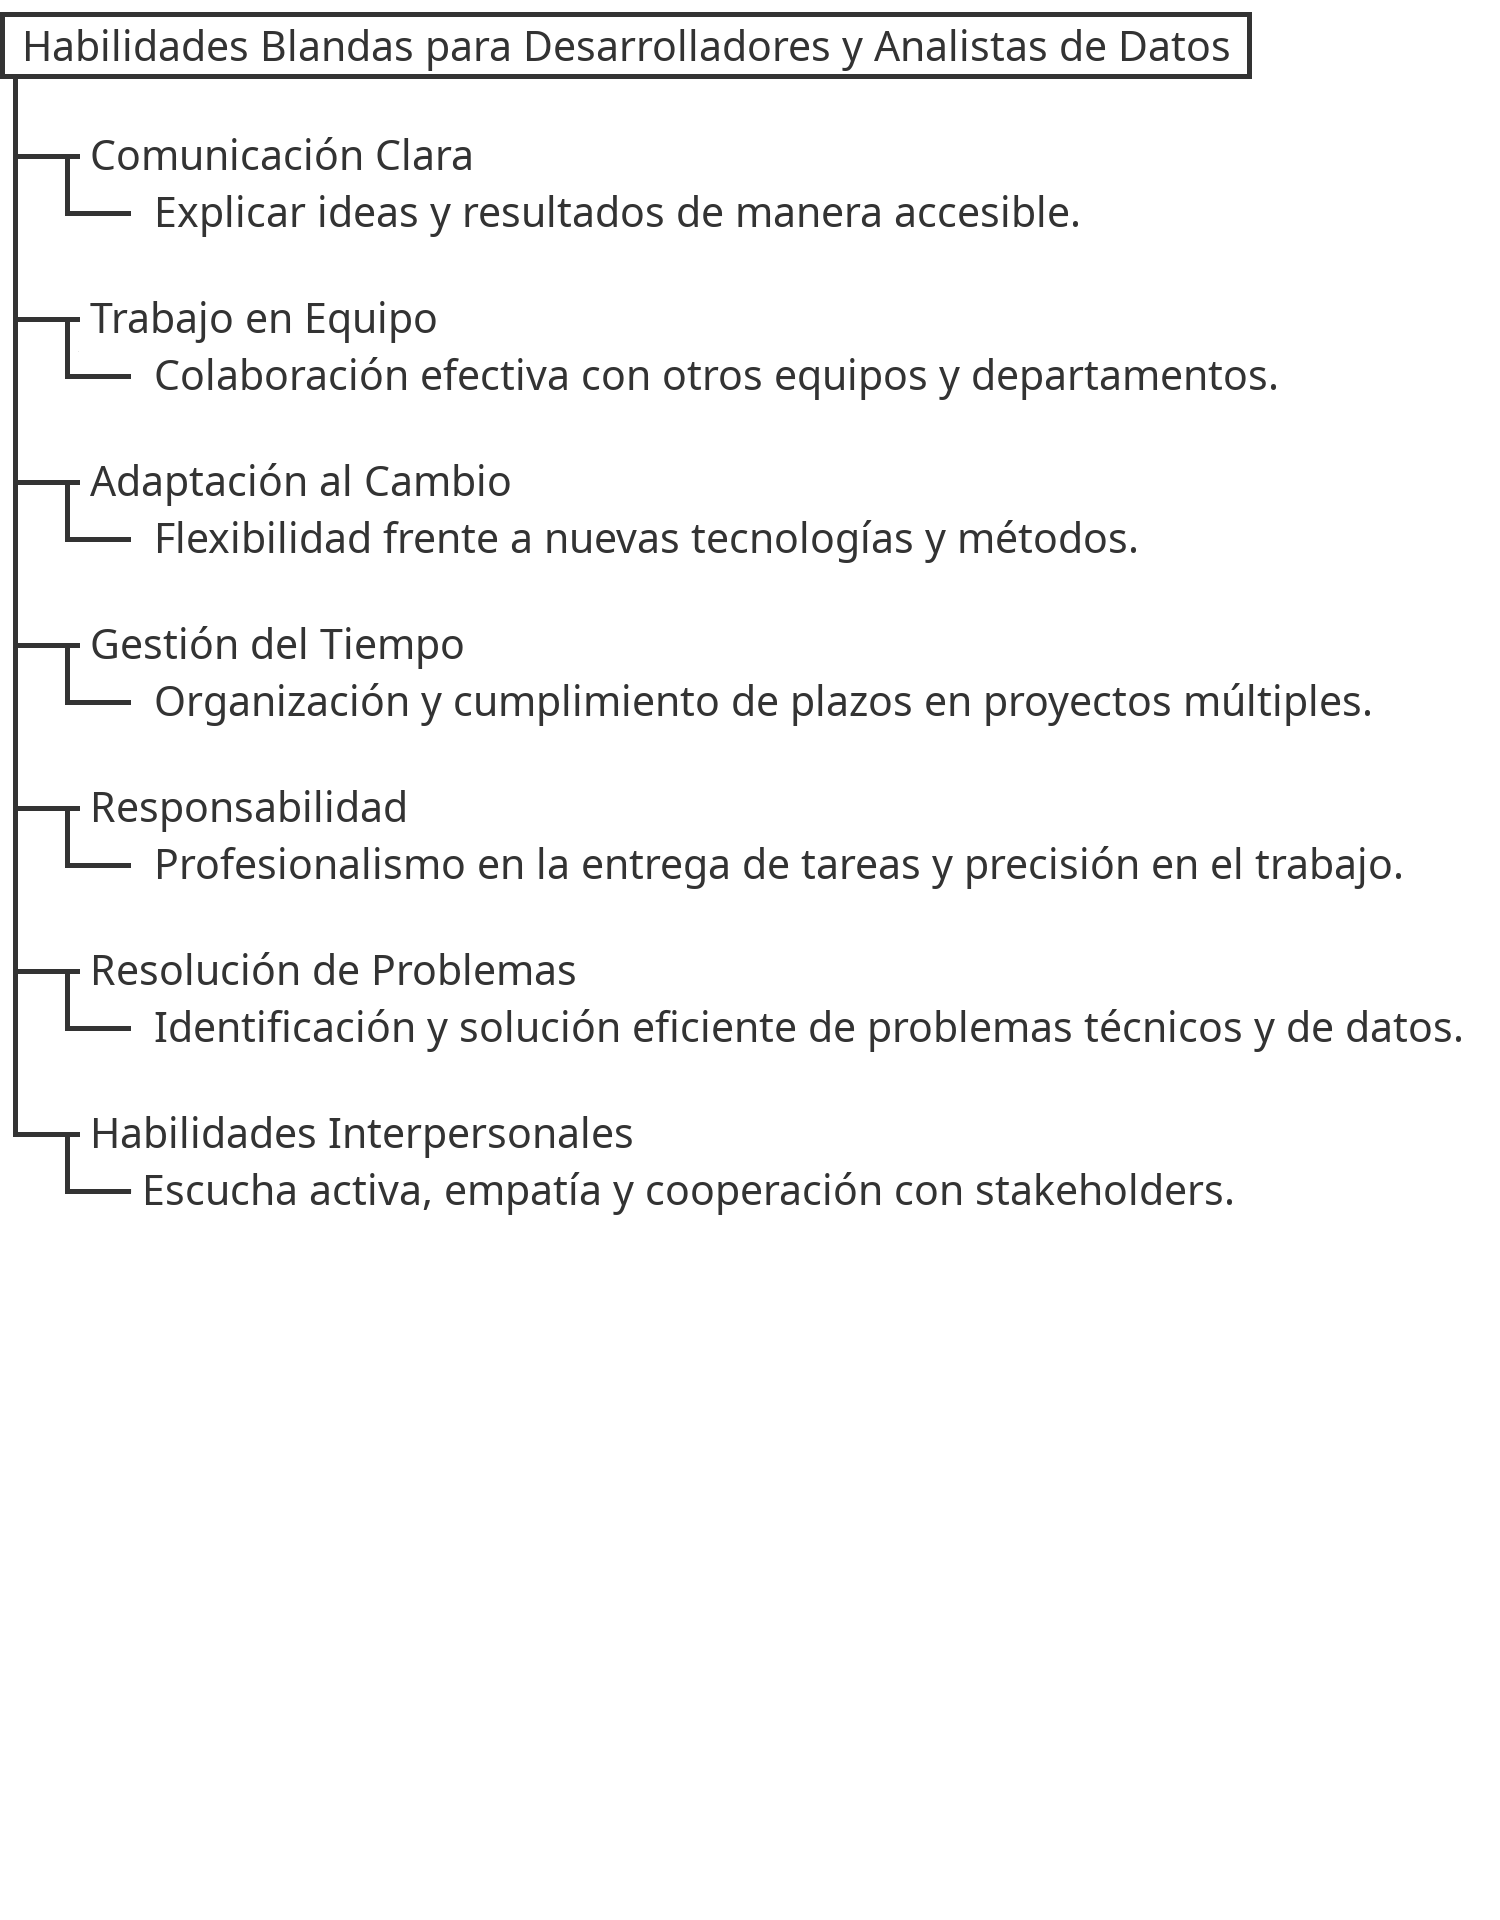 Habilidades Blandas para Desarrolladores y Analistas de Datos
Comunicación Clara
Explicar ideas y resultados de manera accesible.
Trabajo en Equipo
Colaboración efectiva con otros equipos y departamentos.
Adaptación al Cambio
Flexibilidad frente a nuevas tecnologías y métodos.
Gestión del Tiempo
Organización y cumplimiento de plazos en proyectos múltiples.
Responsabilidad
Profesionalismo en la entrega de tareas y precisión en el trabajo.
Resolución de Problemas
Identificación y solución eficiente de problemas técnicos y de datos.
Habilidades Interpersonales
Escucha activa, empatía y cooperación con stakeholders.